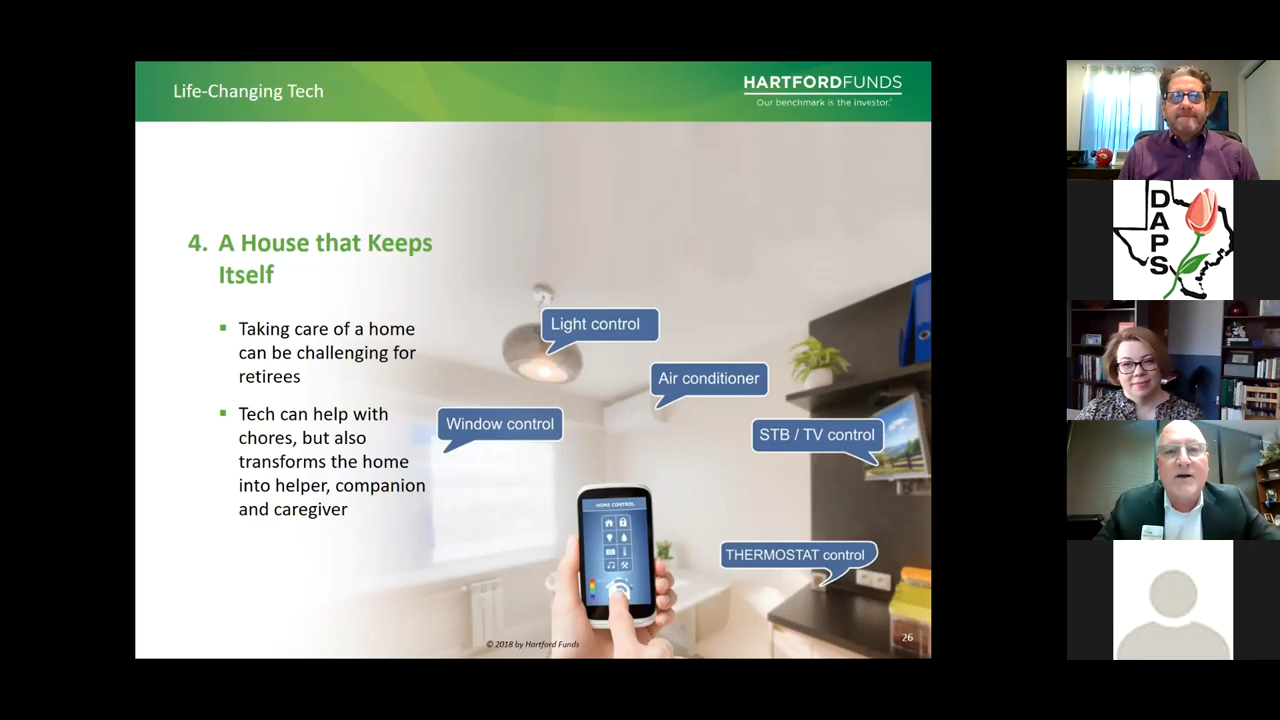 Life-Changing Tech
HARTFORDFUNDS
Our benchmark is the investor.®
4. A House that Keeps
Itself
▪ Taking care of a home
can be challenging for
retirees
▪ Tech can help with
chores, but also
transforms the home
into helper, companion
and caregiver
Light control
Air conditioner
Window control
STB / TV control
HOME CONTROL
THERMOSTAT control
© 2018 by Hartford Funds
26
DAPS